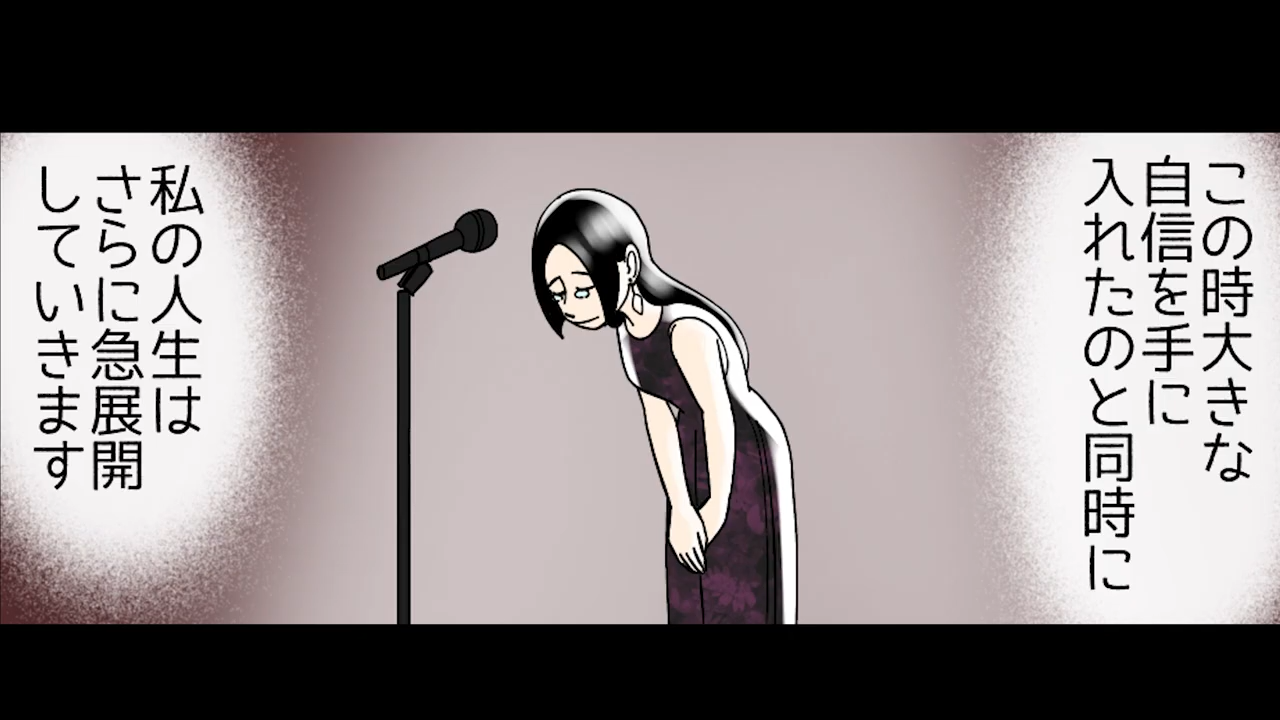 この時大きな
自信を手に
入れたのと同時に
私の人生は
さらに急展開
していきます